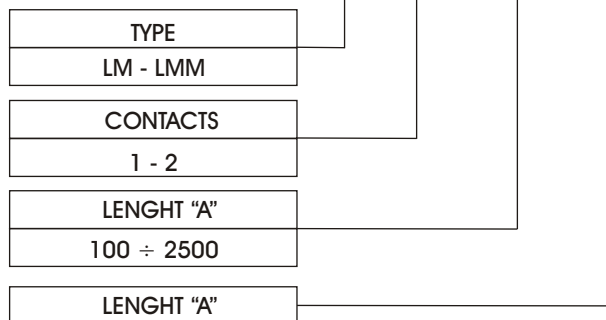 TYPE
LM - LMM
CONTACTS
1 - 2
LENGHT “A”
100 ÷ 2500
LENGHT “A”